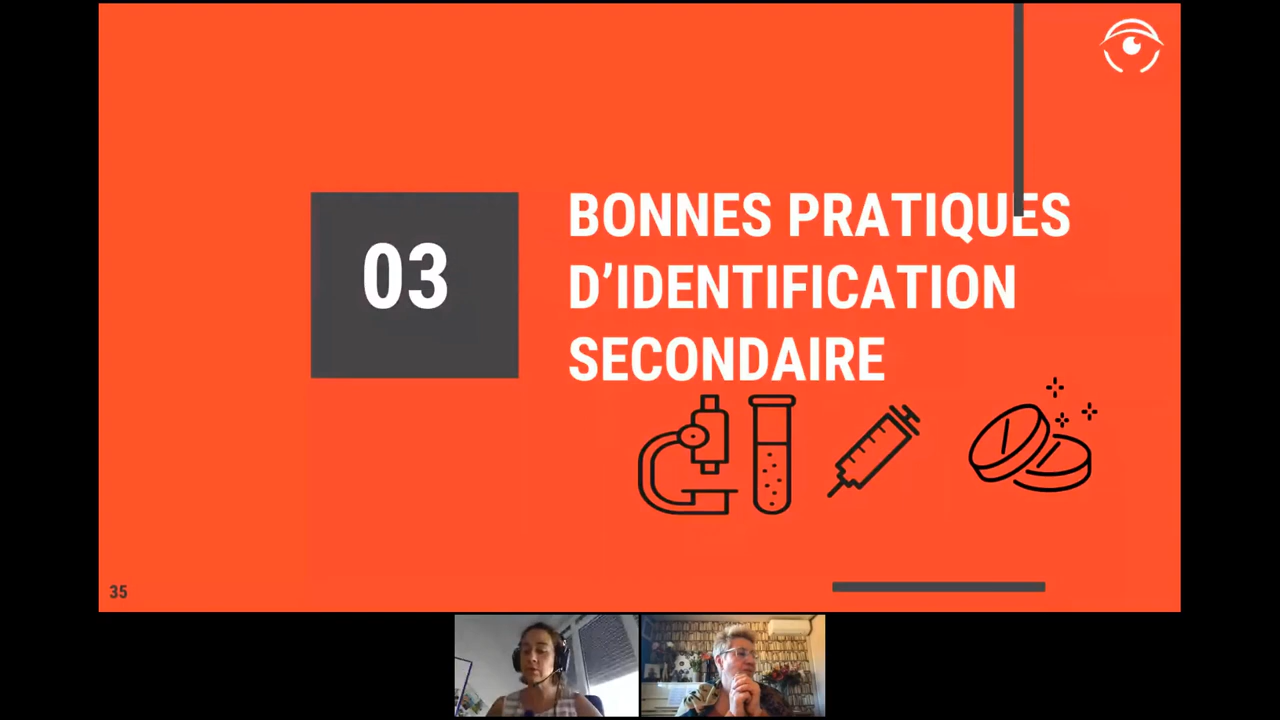 03
BONNES PRATIQUES
D’IDENTIFICATION
SECONDAIRE
35